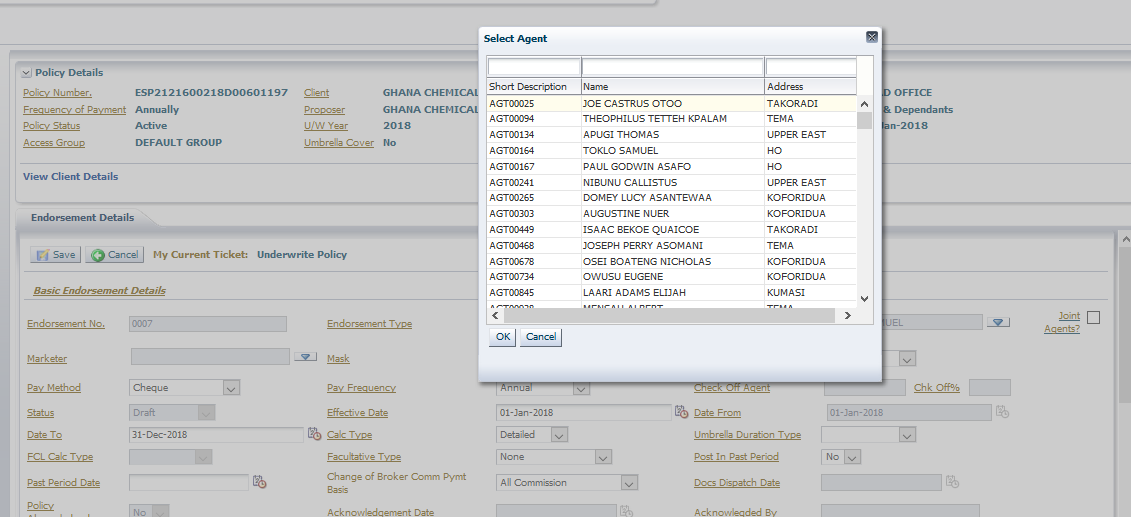 Select Agent
Short Description Name Address
AGT00025 JOE CASTRUS OTOO TAKORADI
AGT00094 THEOPHILUS TETTEH KPALAM TEMA
AGT00134 APUGI THOMAS UPPER EAST
AGT00164 TOKLO SAMUEL HO
AGT00167 PAUL GODWIN ASAFO HO
AGT00241 NIBUNU CALLISTUS UPPER EAST
AGT00265 DOMEY LUCY ASANTEWAA KOFORIDUA
AGT00303 AUGUSTINE NUER KOFORIDUA
AGT00449 ISAAC BEKOE QUAICOE TAKORADI
AGT00468 JOSEPH PERRY ASOMANI TEMA
AGT00678 OSEI BOATENG NICHOLAS KOFORIDUA
AGT00734 OWUSU EUGENE KOFORIDUA
AGT00845 LAARI ADAMS ELIJAH KUMASI
OK Cancel
Policy Details
Policy Number. ESP2121600218D00601197 Client GHANA CHEMICAL D OFFICE
Frequency of Payment Annually Proposer GHANA CHEMICAL & Dependants
Policy Status Active U/W Year 2018 an-2018
Access Group DEFAULT GROUP Umbrella Cover No
View Client Details
Endorsement Details
Save Cancel My Current Ticket: Underwrite Policy
Basic Endorsement Details
Endorsement No. 0007 Endorsement Type UEL Joint Agents?
Marketer Mask
Pay Method Cheque Pay Frequency Annual Check Off Agent Chk Off%
Status Draft Effective Date 01-Jan-2018 Date From 01-Jan-2018
Date To 31-Dec-2018 Calc Type Detailed Umbrella Duration Type
FCL Calc Type Facultative Type None Post In Past Period No
Past Period Date Change of Broker Comm Pymt Basis All Commission Docs Dispatch Date
Policy No Acknowledgement Date Acknowlegded By